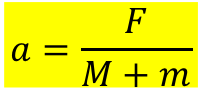 a = F / (M + m)